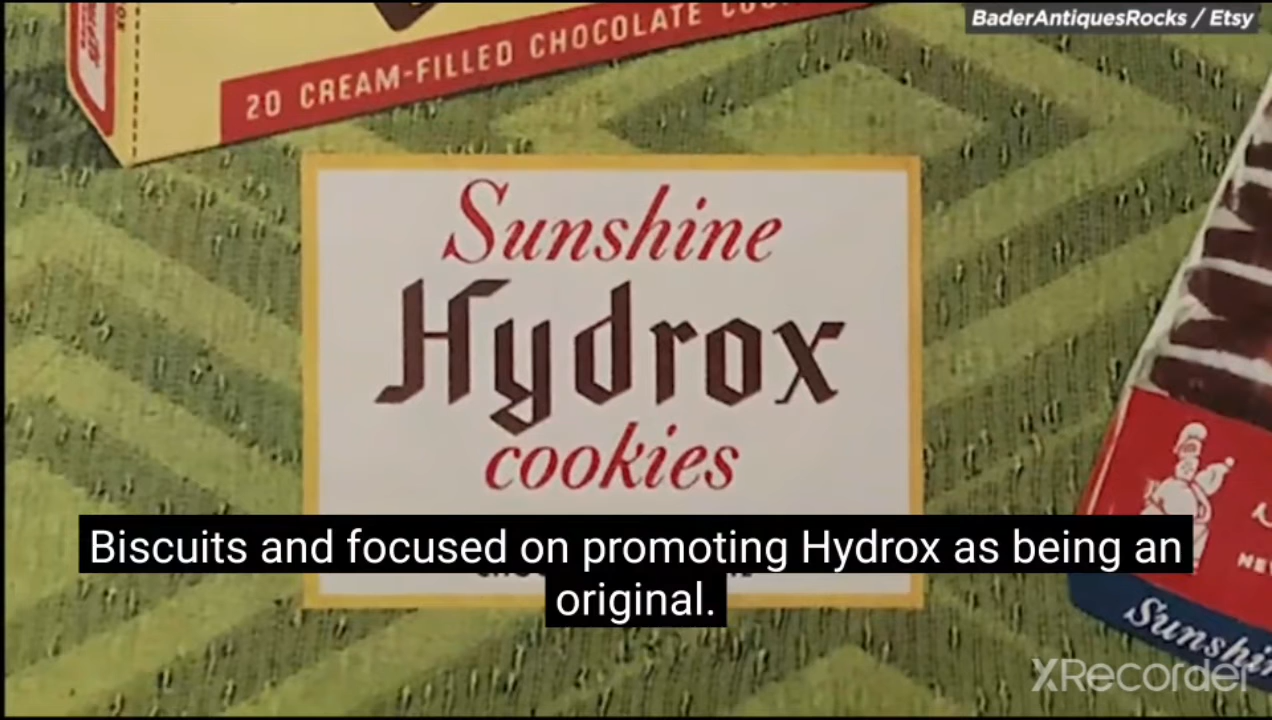 BaderAntiquesRocks / Etsy
20 CREAM-FILLED CHOCOLATE
Sunshine
Hydrox
cookies
Biscuits and focused on promoting Hydrox as being an
original.
XRecorder